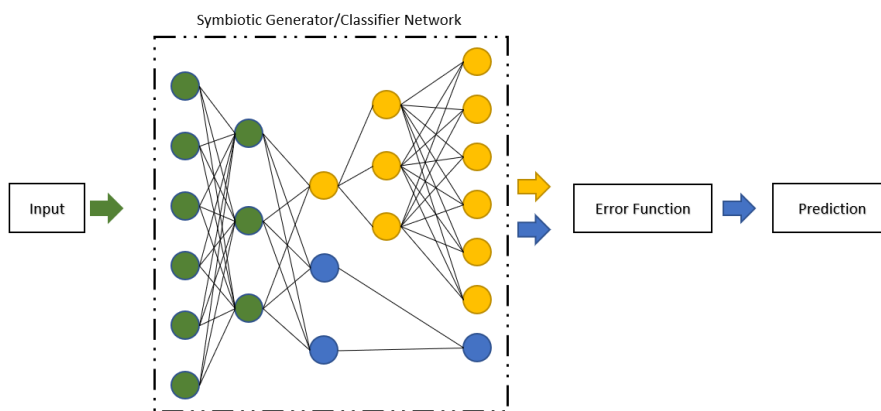 Symbiotic Generator/Classifier Network
Input
Error Function
Prediction